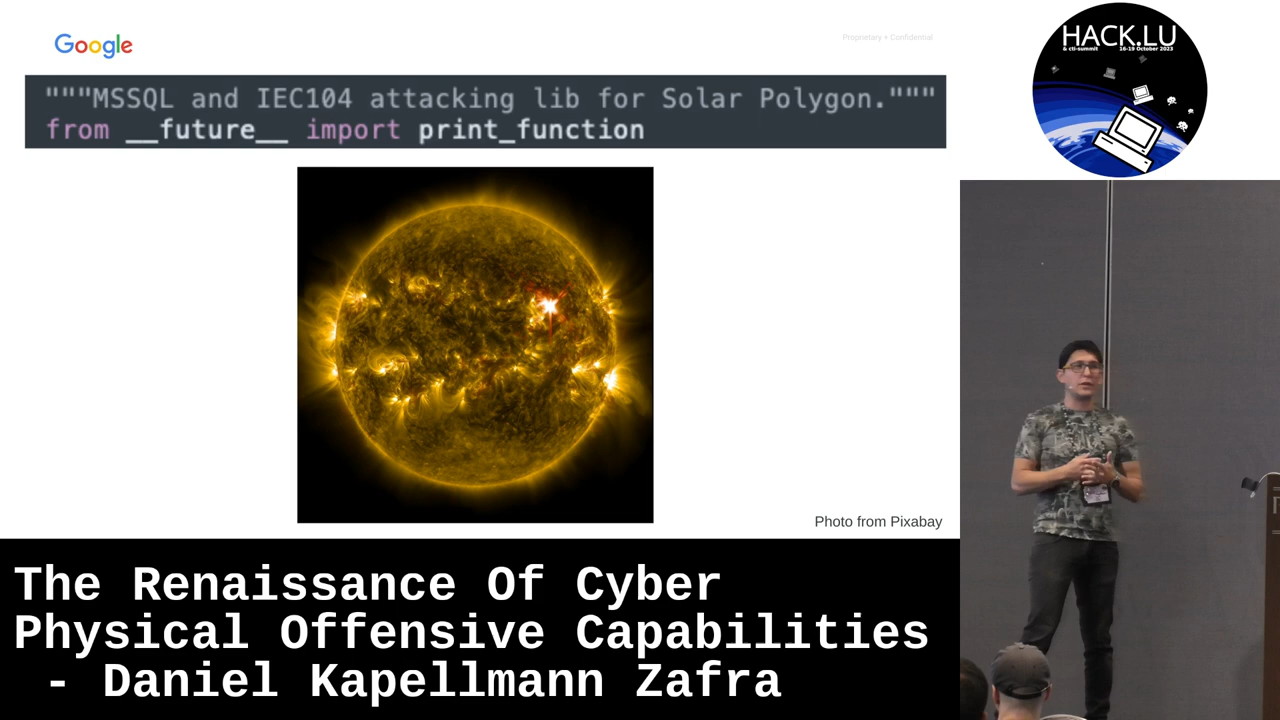 Google
Proprietary + Confidential
"""MSSQL and IEC104 attacking lib for Solar Polygon."""
from __future__ import print_function
Photo from Pixabay
HACK.LU
& cti-summit 16-19 October 2023
The Renaissance Of Cyber
Physical Offensive Capabilities
- Daniel Kapellmann Zafra